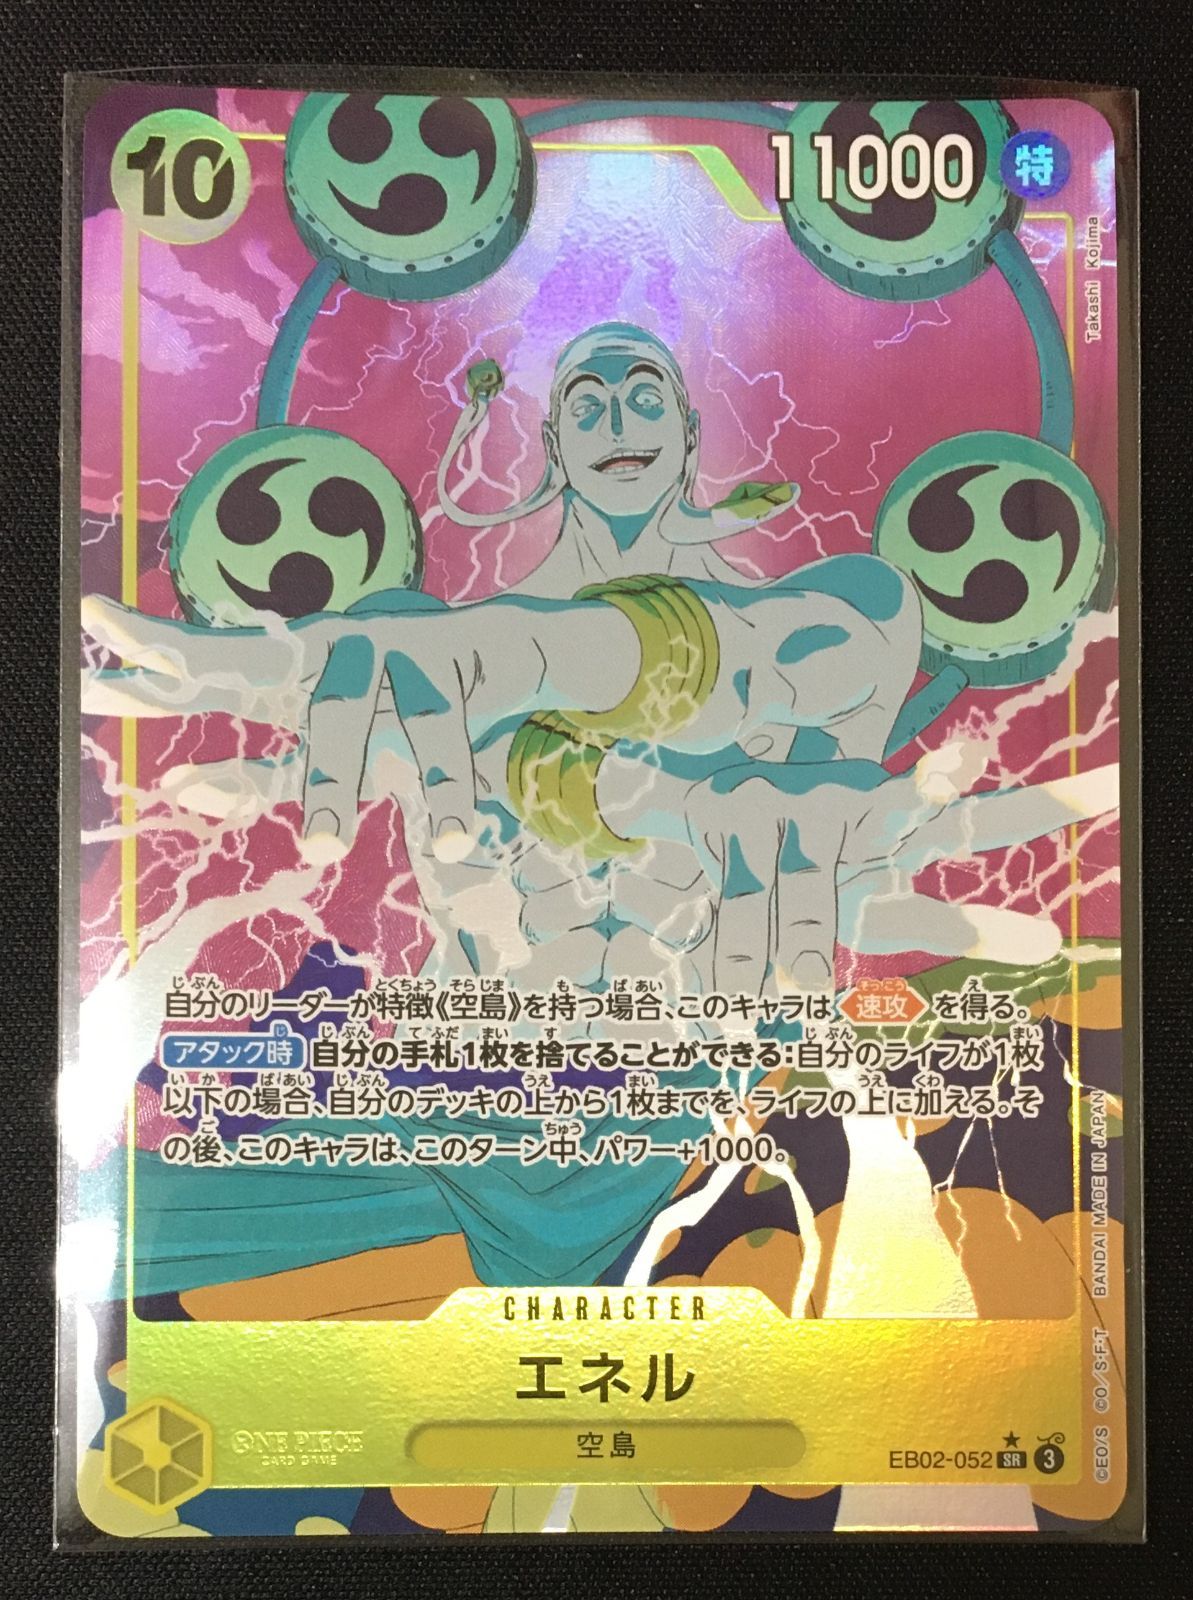 10
11000
特
Takashi Kojima
自分のリーダーが特徴《空島》を持つ場合、このキャラは 速攻 を得る。
アタック時 自分の手札1枚を捨てることができる：自分のライフが1枚
以下の場合、自分のデッキの上から1枚までを、ライフの上に加える。そ
の後、このキャラは、このターン中、パワー+1000。
CHARACTER
エネル
空島
ONE PIECE
CARD GAME
EB02-052 SR ★ 3
©EO/S ©O/S・F・T BANDAI MADE IN JAPAN